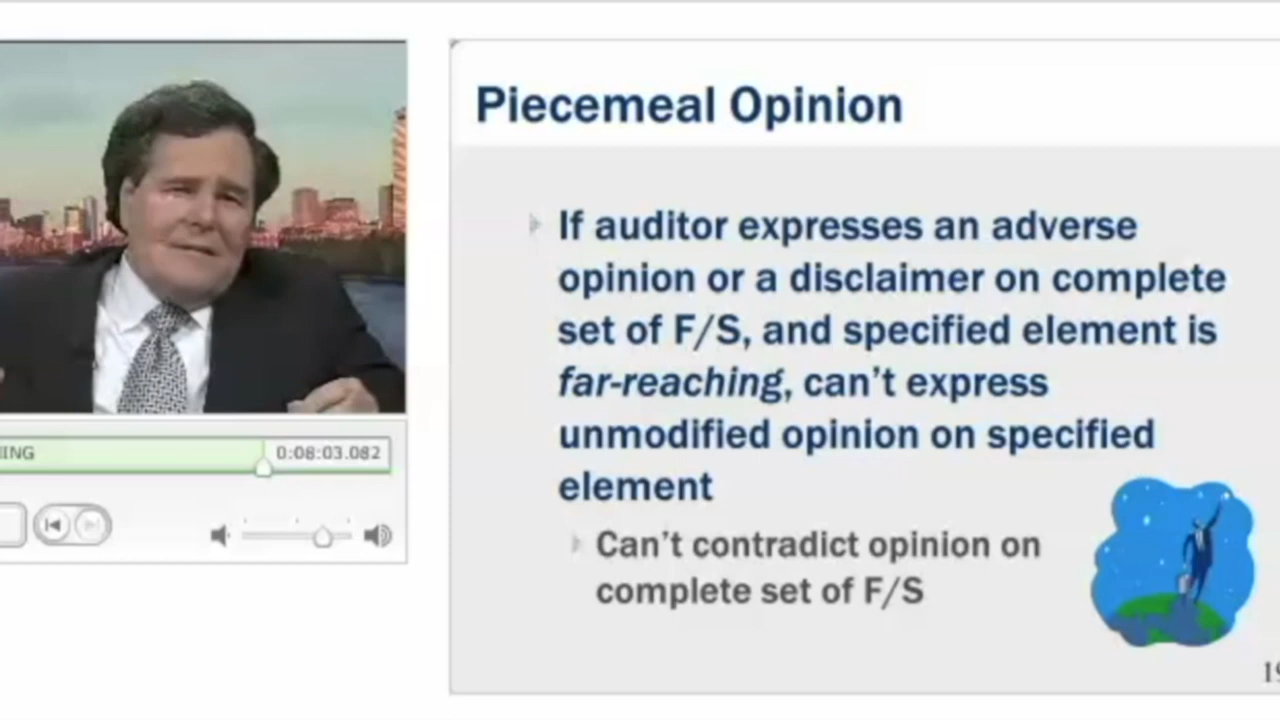 Piecemeal Opinion
If auditor expresses an adverse
opinion or a disclaimer on complete
set of F/S, and specified element is
far-reaching, can't express
unmodified opinion on specified
element
Can't contradict opinion on
complete set of F/S
0:08:03.082